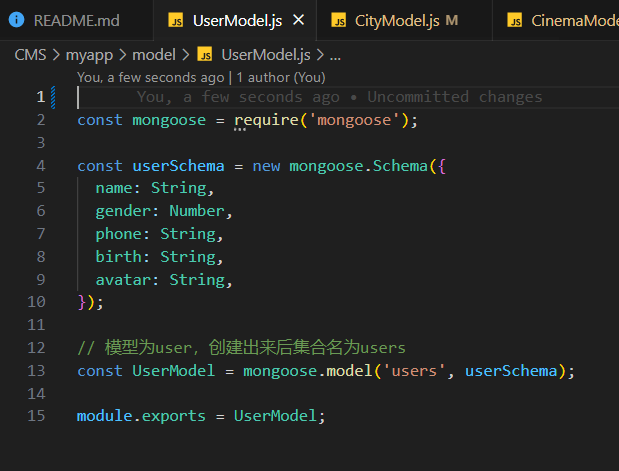 README.md JS UserModel.js × JS CityModel.js M JS CinemaMode
CMS > myapp > model > JS UserModel.js > ...
You, a few seconds ago | 1 author (You)
1 You, a few seconds ago • Uncommitted changes
2 const mongoose = require('mongoose');
3
4 const userSchema = new mongoose.Schema({
5 name: String,
6 gender: Number,
7 phone: String,
8 birth: String,
9 avatar: String,
10 });
11
12 // 模型为user，创建出来后集合名为users
13 const UserModel = mongoose.model('users', userSchema);
14
15 module.exports = UserModel;